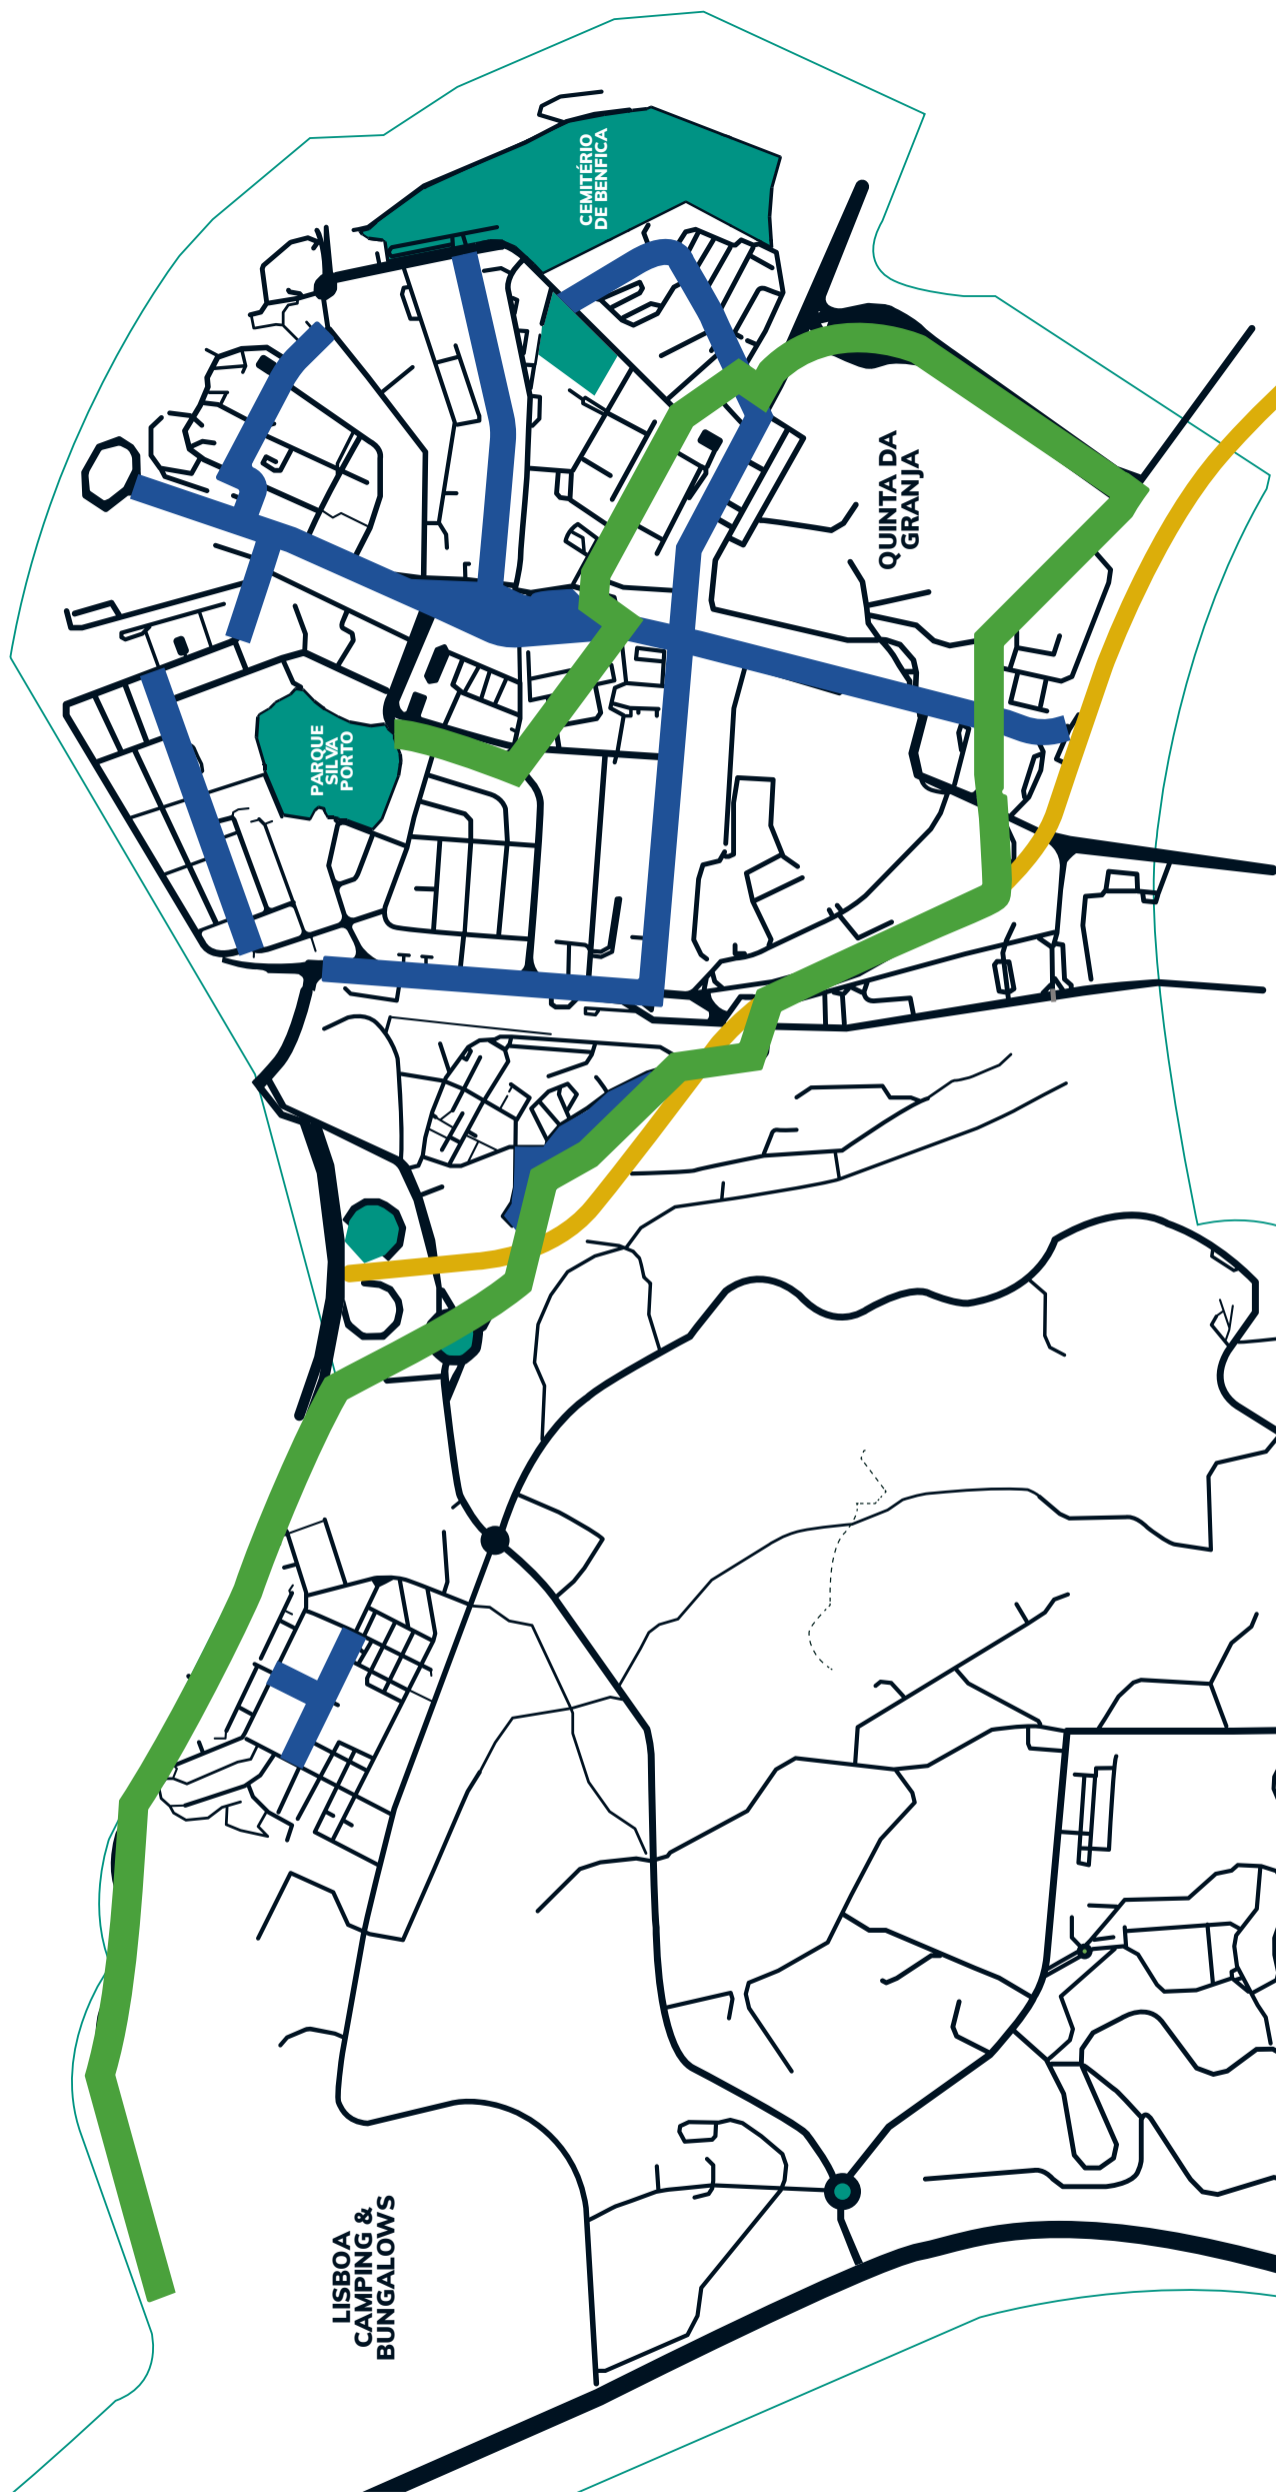 CEMITÉRIO
DE BENFICA
QUINTA DA
GRANJA
PARQUE
SILVA
PORTO
LISBOA
CAMPING &
BUNGALOWS